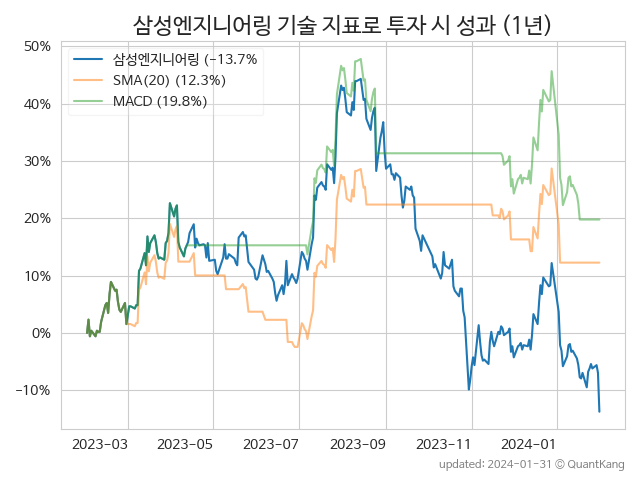 삼성엔지니어링 기술 지표로 투자 시 성과 (1년)
50%
40%
30%
20%
10%
0%
−10%
삼성엔지니어링 (−13.7%
SMA(20) (12.3%)
MACD (19.8%)
2023-03
2023-05
2023-07
2023-09
2023-11
2024-01
updated: 2024-01-31 © QuantKang